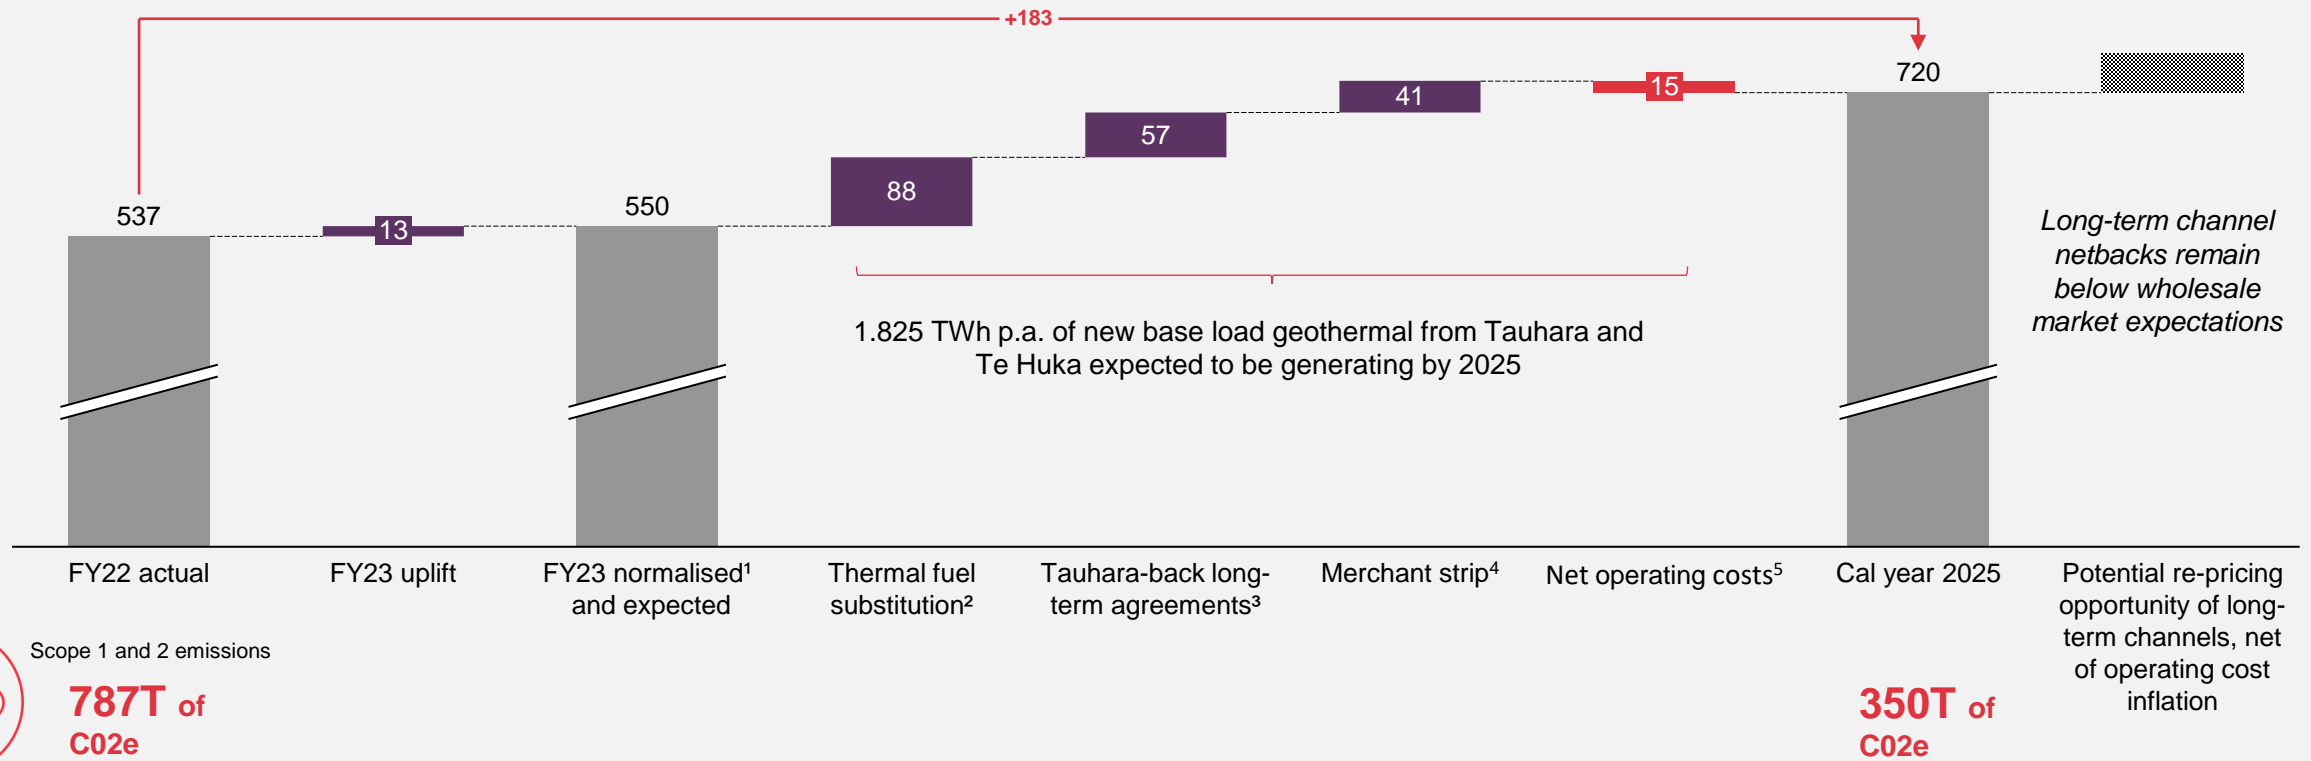 +183
537
13
550
88
57
41
15
720
Long-term channel
netbacks remain
below wholesale
market expectations
1.825 TWh p.a. of new base load geothermal from Tauhara and
Te Huka expected to be generating by 2025
FY22 actual
FY23 uplift
FY23 normalised¹
and expected
Thermal fuel
substitution²
Tauhara-back long-
term agreements³
Merchant strip⁴
Net operating costs⁵
Cal year 2025
Potential re-pricing
opportunity of long-
term channels, net
of operating cost
inflation
Scope 1 and 2 emissions
787T of
C02e
350T of
C02e